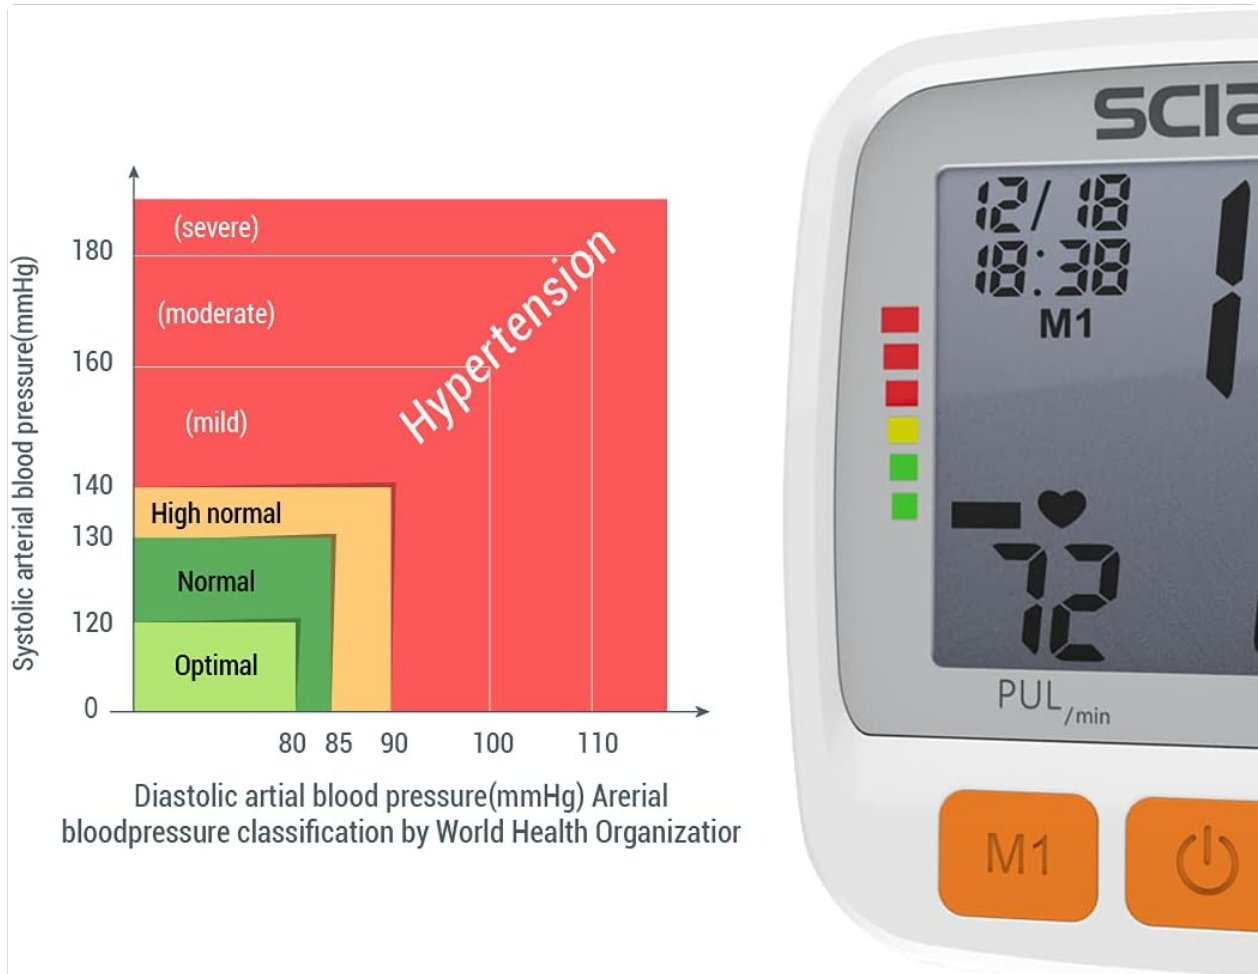 Systolic arterial blood pressure(mmHg)
180
160
140
130
120
0
(severe)
(moderate)
(mild)
Hypertension
High normal
Normal
Optimal
80 85 90 100 110
Diastolic artial blood pressure(mmHg) Arerial
bloodpressure classification by World Health Organizatior
12/18
18:38
M1
72
PUL/min
M1